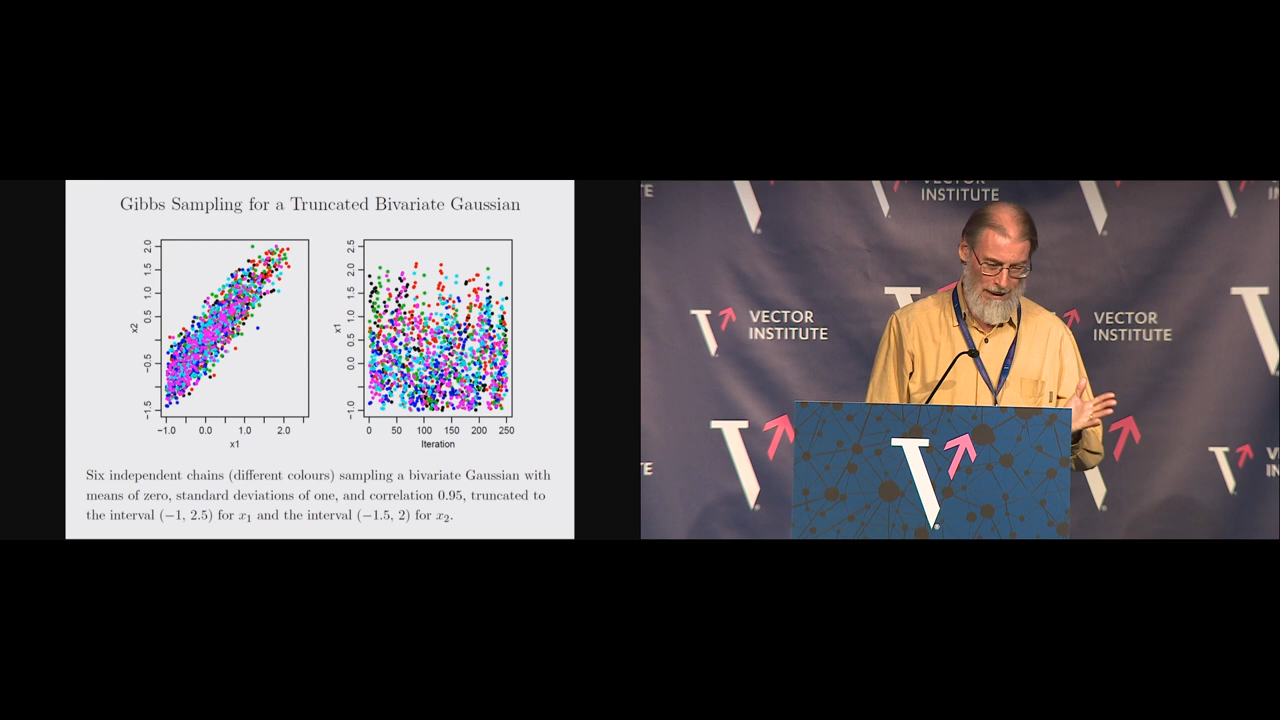 Gibbs Sampling for a Truncated Bivariate Gaussian
2.0
1.5
1.0
0.5
−0.5
−1.5
x2
−1.0 0.0 1.0 2.0
x1
2.5
2.0
1.5
1.0
0.5
0.0
−1.0
x1
0 50 100 150 200 250
Iteration
Six independent chains (different colours) sampling a bivariate Gaussian with
means of zero, standard deviations of one, and correlation 0.95, truncated to
the interval (−1, 2.5) for x₁ and the interval (−1.5, 2) for x₂.
VECTOR
INSTITUTE
VECTOR
INSTITUTE
VECTOR
INSTITUTE